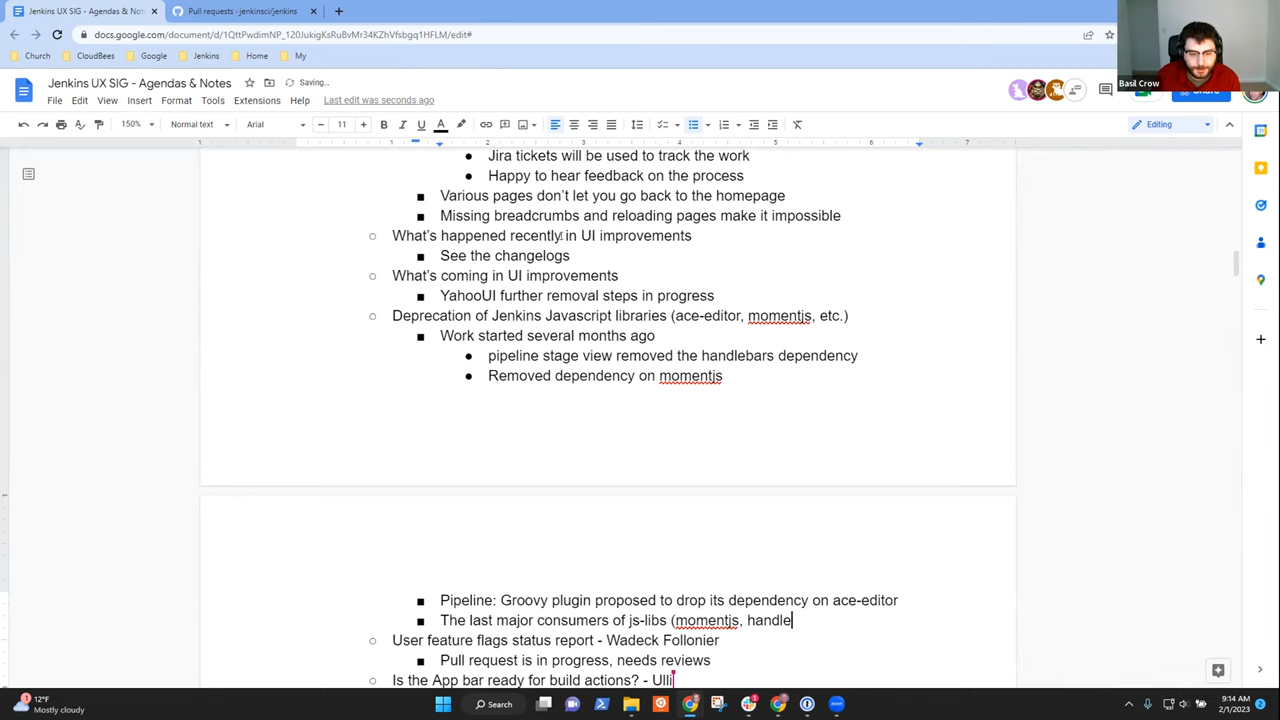 Jenkins UX SIG - Agendas & Not
Pull requests - jenkinsci/jenkins
docs.google.com/document/d/1QttPwdimNP_120JukigKsRuBvMr34KZhVfsbgq1HFLM/edit#
Church
CloudBees
Google
Jenkins
Home
My
Basil Crow
Jenkins UX SIG - Agendas & Notes
Saving...
File Edit View Insert Format Tools Extensions Help Last edit was seconds ago
150% Normal text Arial 11 B I U A Editing
1 1 2 3 4 5 6 7
● Jira tickets will be used to track the work
● Happy to hear feedback on the process
■ Various pages don’t let you go back to the homepage
■ Missing breadcrumbs and reloading pages make it impossible
○ What’s happened recently in UI improvements
■ See the changelogs
○ What’s coming in UI improvements
■ YahooUI further removal steps in progress
○ Deprecation of Jenkins Javascript libraries (ace-editor, momentjs, etc.)
■ Work started several months ago
● pipeline stage view removed the handlebars dependency
● Removed dependency on momentjs
■ Pipeline: Groovy plugin proposed to drop its dependency on ace-editor
■ The last major consumers of js-libs (momentjs, handle
○ User feature flags status report - Wadeck Follonier
■ Pull request is in progress, needs reviews
○ Is the App bar ready for build actions? - Ulli
12°F
Mostly cloudy
Search
9:14 AM
2/1/2023